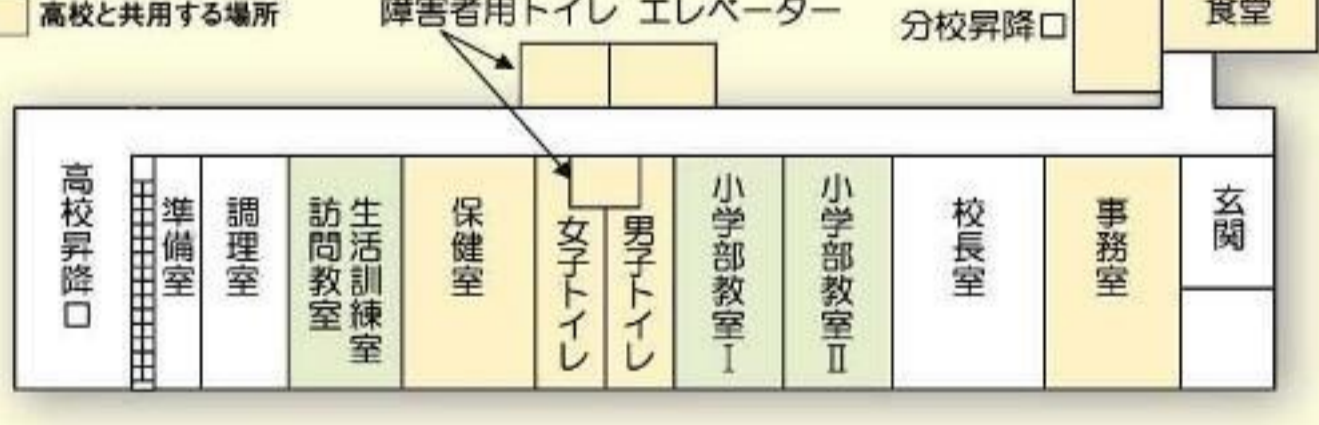 高校と共用する場所
障害者用トイレ エレベーター
分校昇降口
食堂
高校昇降口
準備室
調理室
生活訓練室
訪問教室
保健室
女子トイレ
男子トイレ
小学部教室Ⅰ
小学部教室Ⅱ
校長室
事務室
玄関